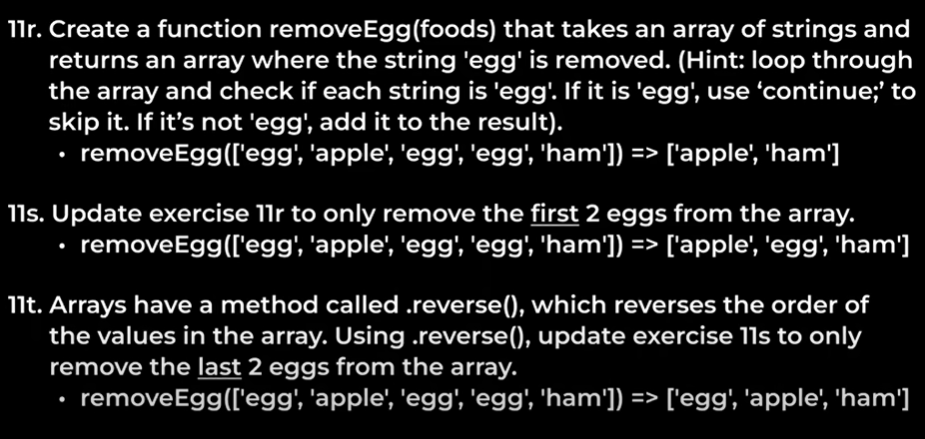 11r. Create a function removeEgg(foods) that takes an array of strings and
returns an array where the string 'egg' is removed. (Hint: loop through
the array and check if each string is 'egg'. If it is 'egg', use ‘continue;’ to
skip it. If it’s not 'egg', add it to the result).
• removeEgg(['egg', 'apple', 'egg', 'egg', 'ham']) => ['apple', 'ham']
11s. Update exercise 11r to only remove the first 2 eggs from the array.
• removeEgg(['egg', 'apple', 'egg', 'egg', 'ham']) => ['apple', 'egg', 'ham']
11t. Arrays have a method called .reverse(), which reverses the order of
the values in the array. Using .reverse(), update exercise 11s to only
remove the last 2 eggs from the array.
• removeEgg(['egg', 'apple', 'egg', 'egg', 'ham']) => ['egg', 'apple', 'ham']